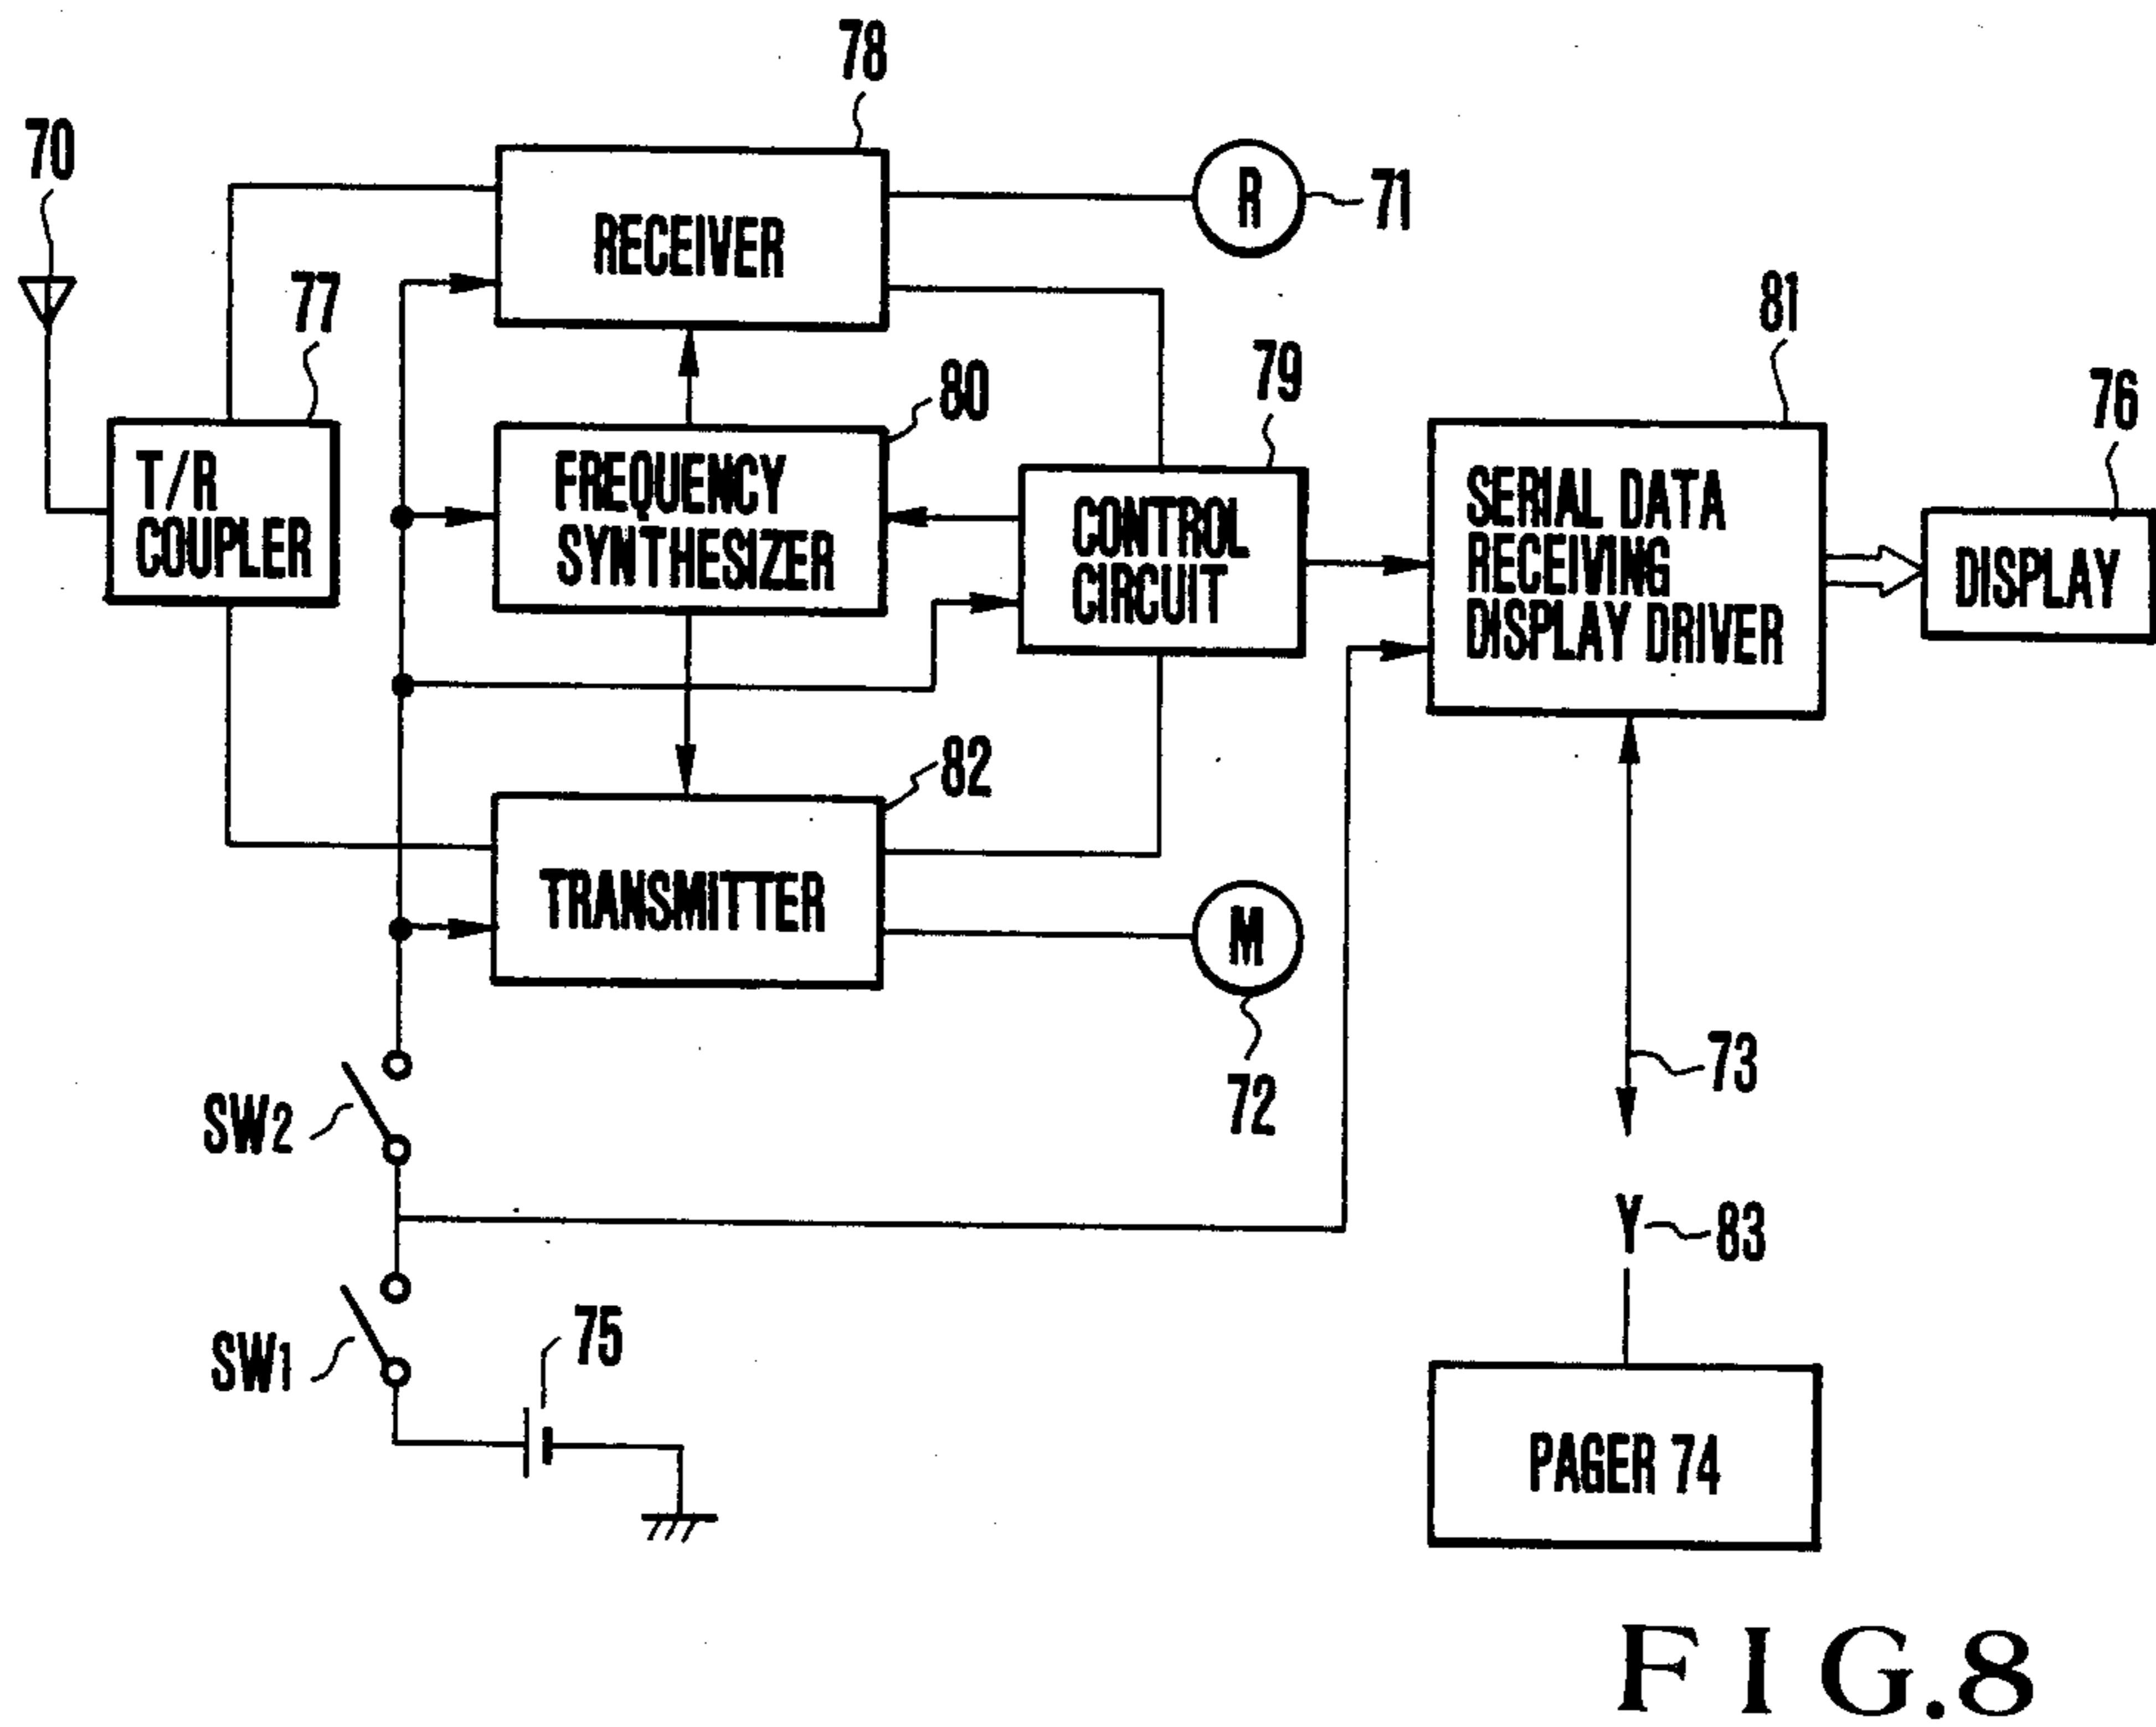 78
70
R
71
RECEIVER
77
81
80
79
76
T/R
COUPLER
FREQUENCY
SYNTHESIZER
CONTROL
CIRCUIT
SERIAL DATA
RECEIVING
DISPLAY DRIVER
DISPLAY
82
TRANSMITTER
M
72
73
SW2
Y
83
SW1
75
PAGER 74
FIG.8